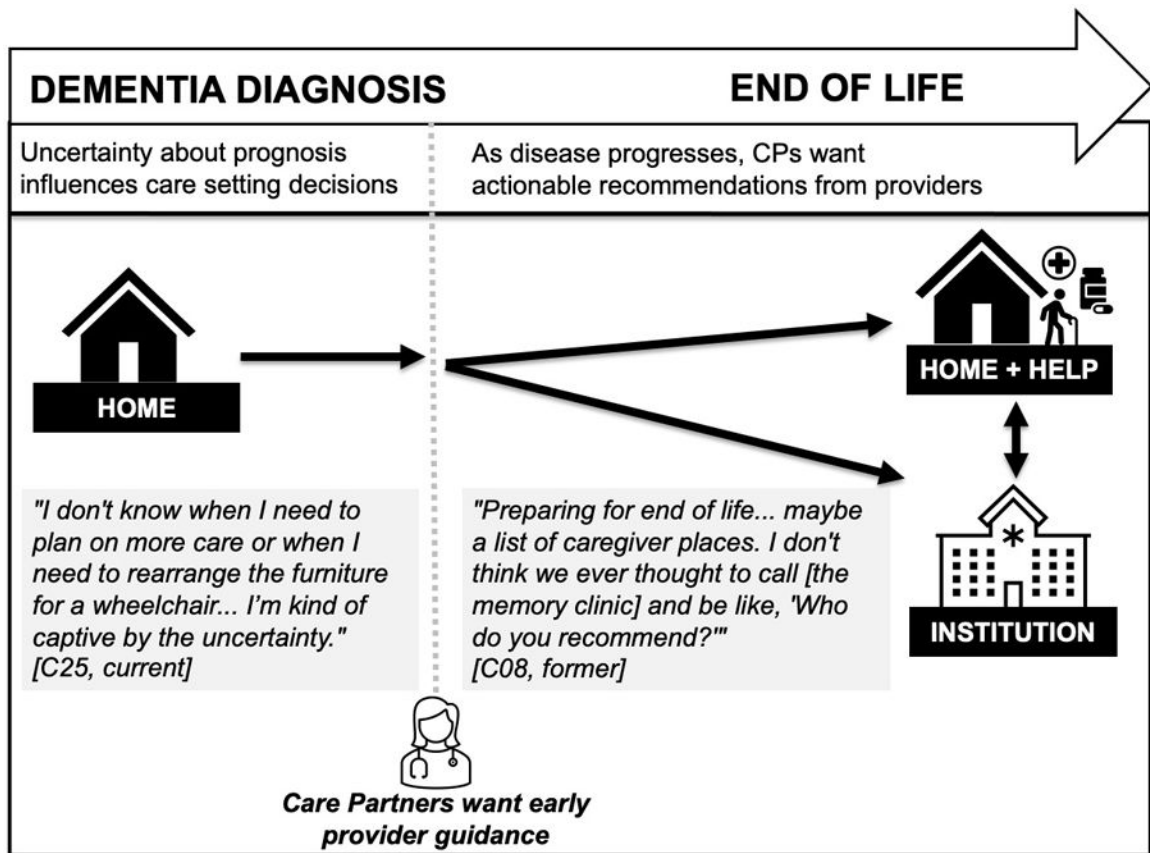 DEMENTIA DIAGNOSIS
END OF LIFE
Uncertainty about prognosis
influences care setting decisions
As disease progresses, CPs want
actionable recommendations from providers
HOME
HOME + HELP
INSTITUTION
"I don't know when I need to
plan on more care or when I
need to rearrange the furniture
for a wheelchair... I'm kind of
captive by the uncertainty."
[C25, current]
"Preparing for end of life... maybe
a list of caregiver places. I don't
think we ever thought to call [the
memory clinic] and be like, 'Who
do you recommend?'"
[C08, former]
Care Partners want early
provider guidance